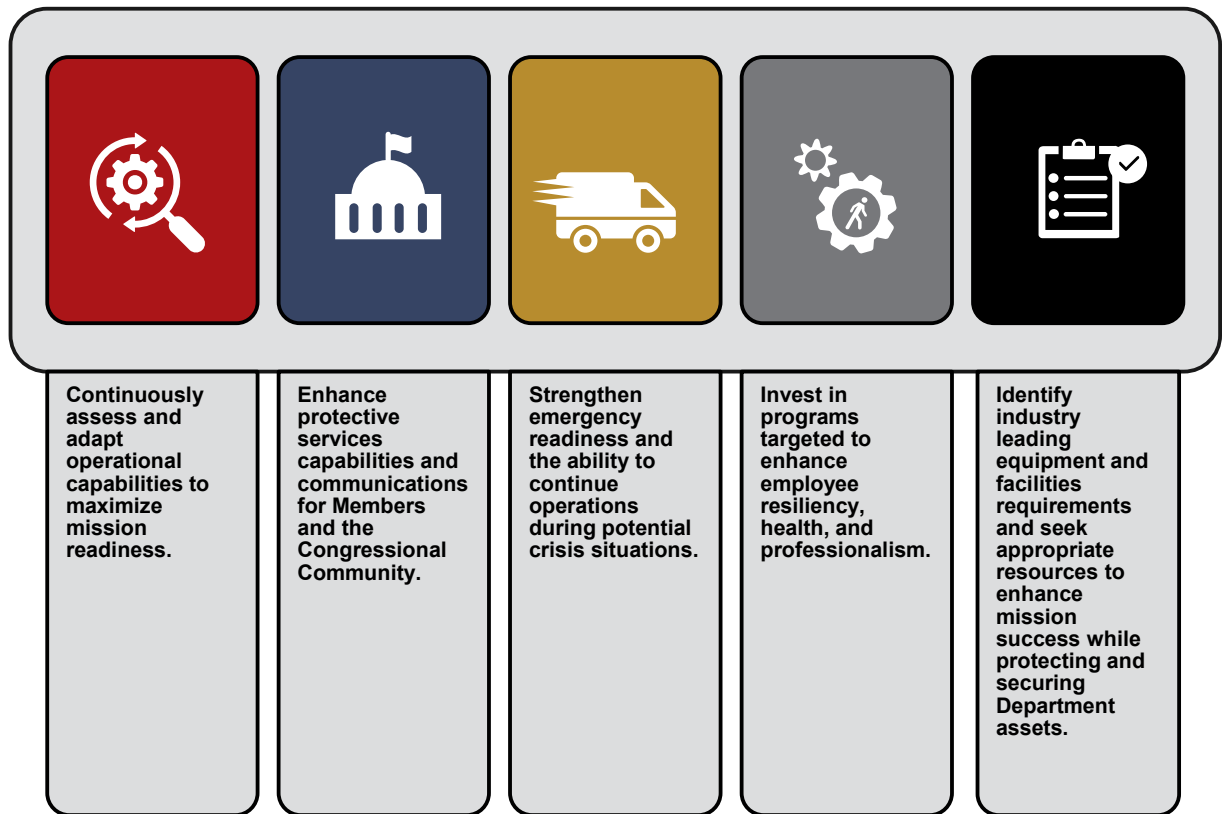 Continuously
assess and
adapt
operational
capabilities to
maximize
mission
readiness.
Enhance
protective
services
capabilities and
communications
for Members
and the
Congressional
Community.
Strengthen
emergency
readiness and
the ability to
continue
operations
during potential
crisis situations.
Invest in
programs
targeted to
enhance
employee
resiliency,
health, and
professionalism.
Identify
industry
leading
equipment and
facilities
requirements
and seek
appropriate
resources to
enhance
mission
success while
protecting and
securing
Department
assets.